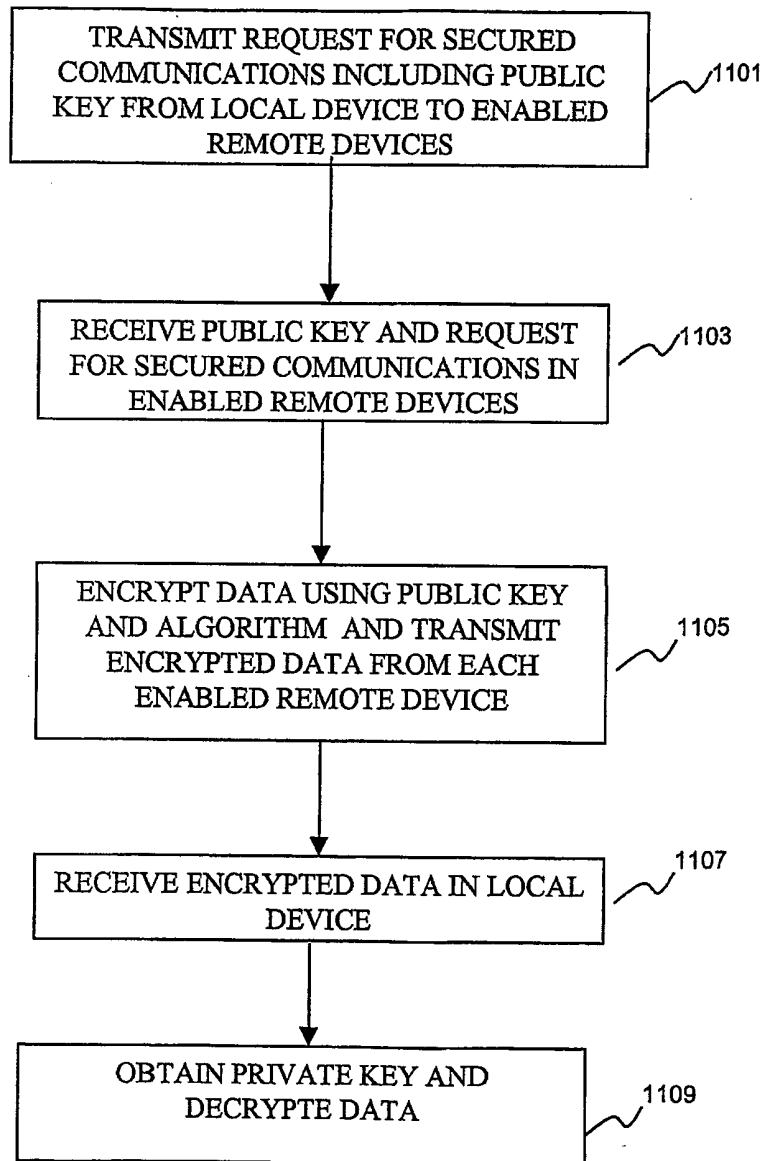 TRANSMIT REQUEST FOR SECURED
COMMUNICATIONS INCLUDING PUBLIC
KEY FROM LOCAL DEVICE TO ENABLED
REMOTE DEVICES
1101
RECEIVE PUBLIC KEY AND REQUEST
FOR SECURED COMMUNICATIONS IN
ENABLED REMOTE DEVICES
1103
ENCRYPT DATA USING PUBLIC KEY
AND ALGORITHM AND TRANSMIT
ENCRYPTED DATA FROM EACH
ENABLED REMOTE DEVICE
1105
RECEIVE ENCRYPTED DATA IN LOCAL
DEVICE
1107
OBTAIN PRIVATE KEY AND
DECRYPTE DATA
1109